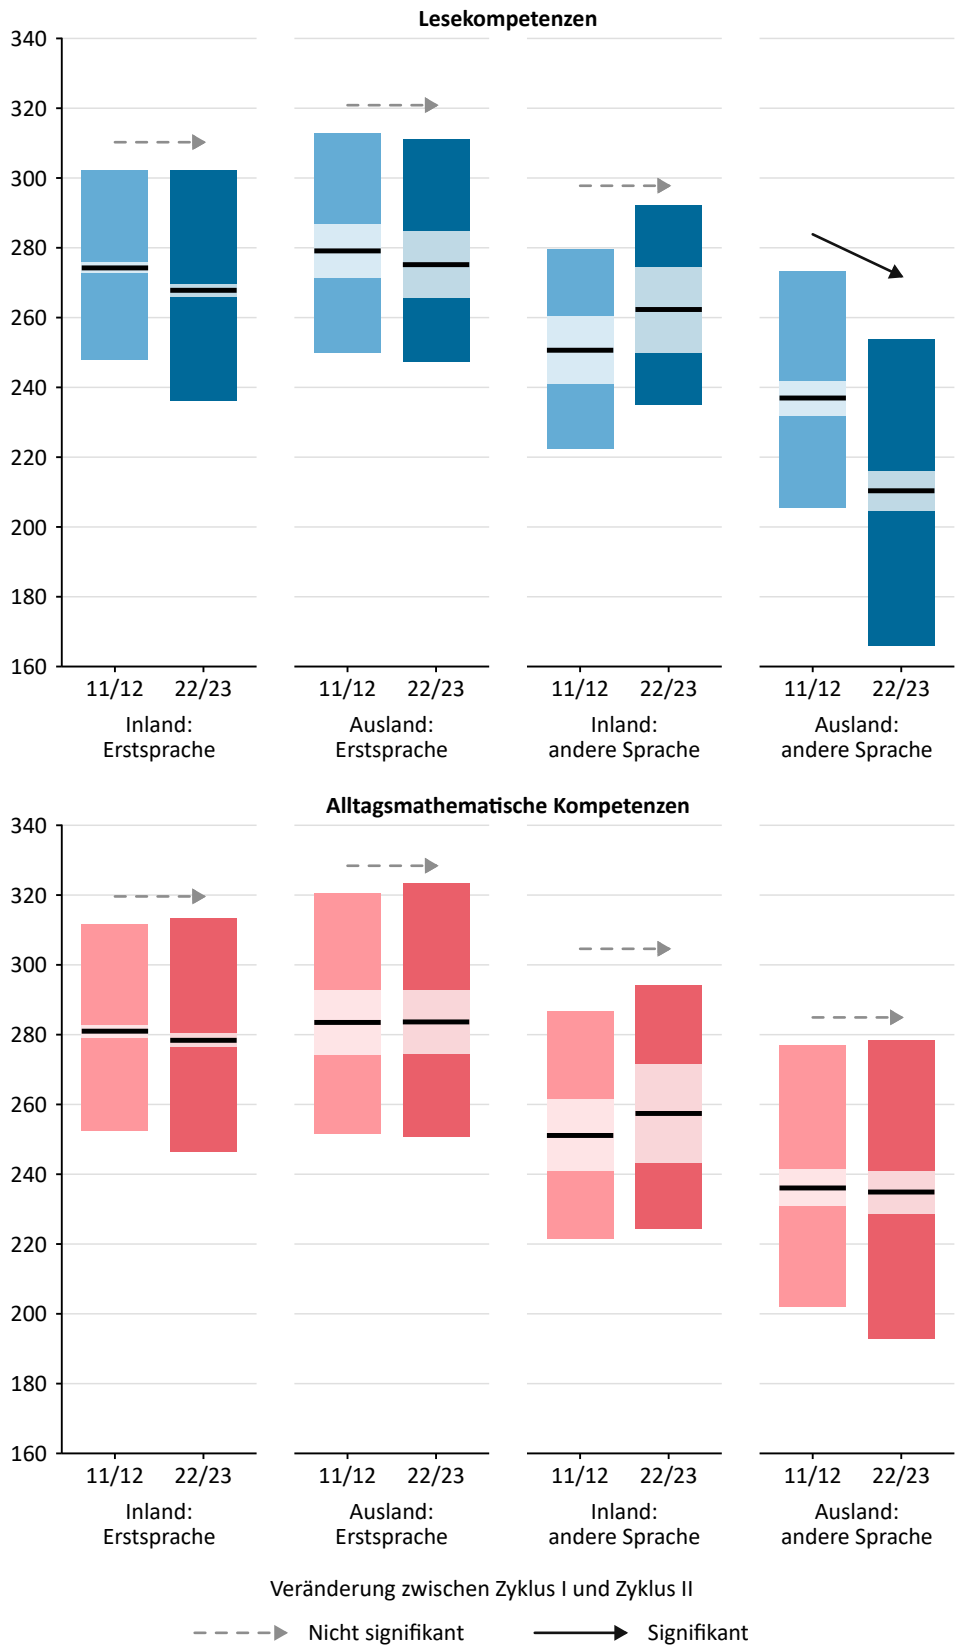 Lesekompetenzen
340
320
300
280
260
240
220
200
180
160
11/12 22/23 11/12 22/23 11/12 22/23 11/12 22/23
Inland: Ausland: Inland: Ausland:
Erstsprache Erstsprache andere Sprache andere Sprache
Alltagsmathematische Kompetenzen
340
320
300
280
260
240
220
200
180
160
11/12 22/23 11/12 22/23 11/12 22/23 11/12 22/23
Inland: Ausland: Inland: Ausland:
Erstsprache Erstsprache andere Sprache andere Sprache
Veränderung zwischen Zyklus I und Zyklus II
Nicht signifikant Signifikant